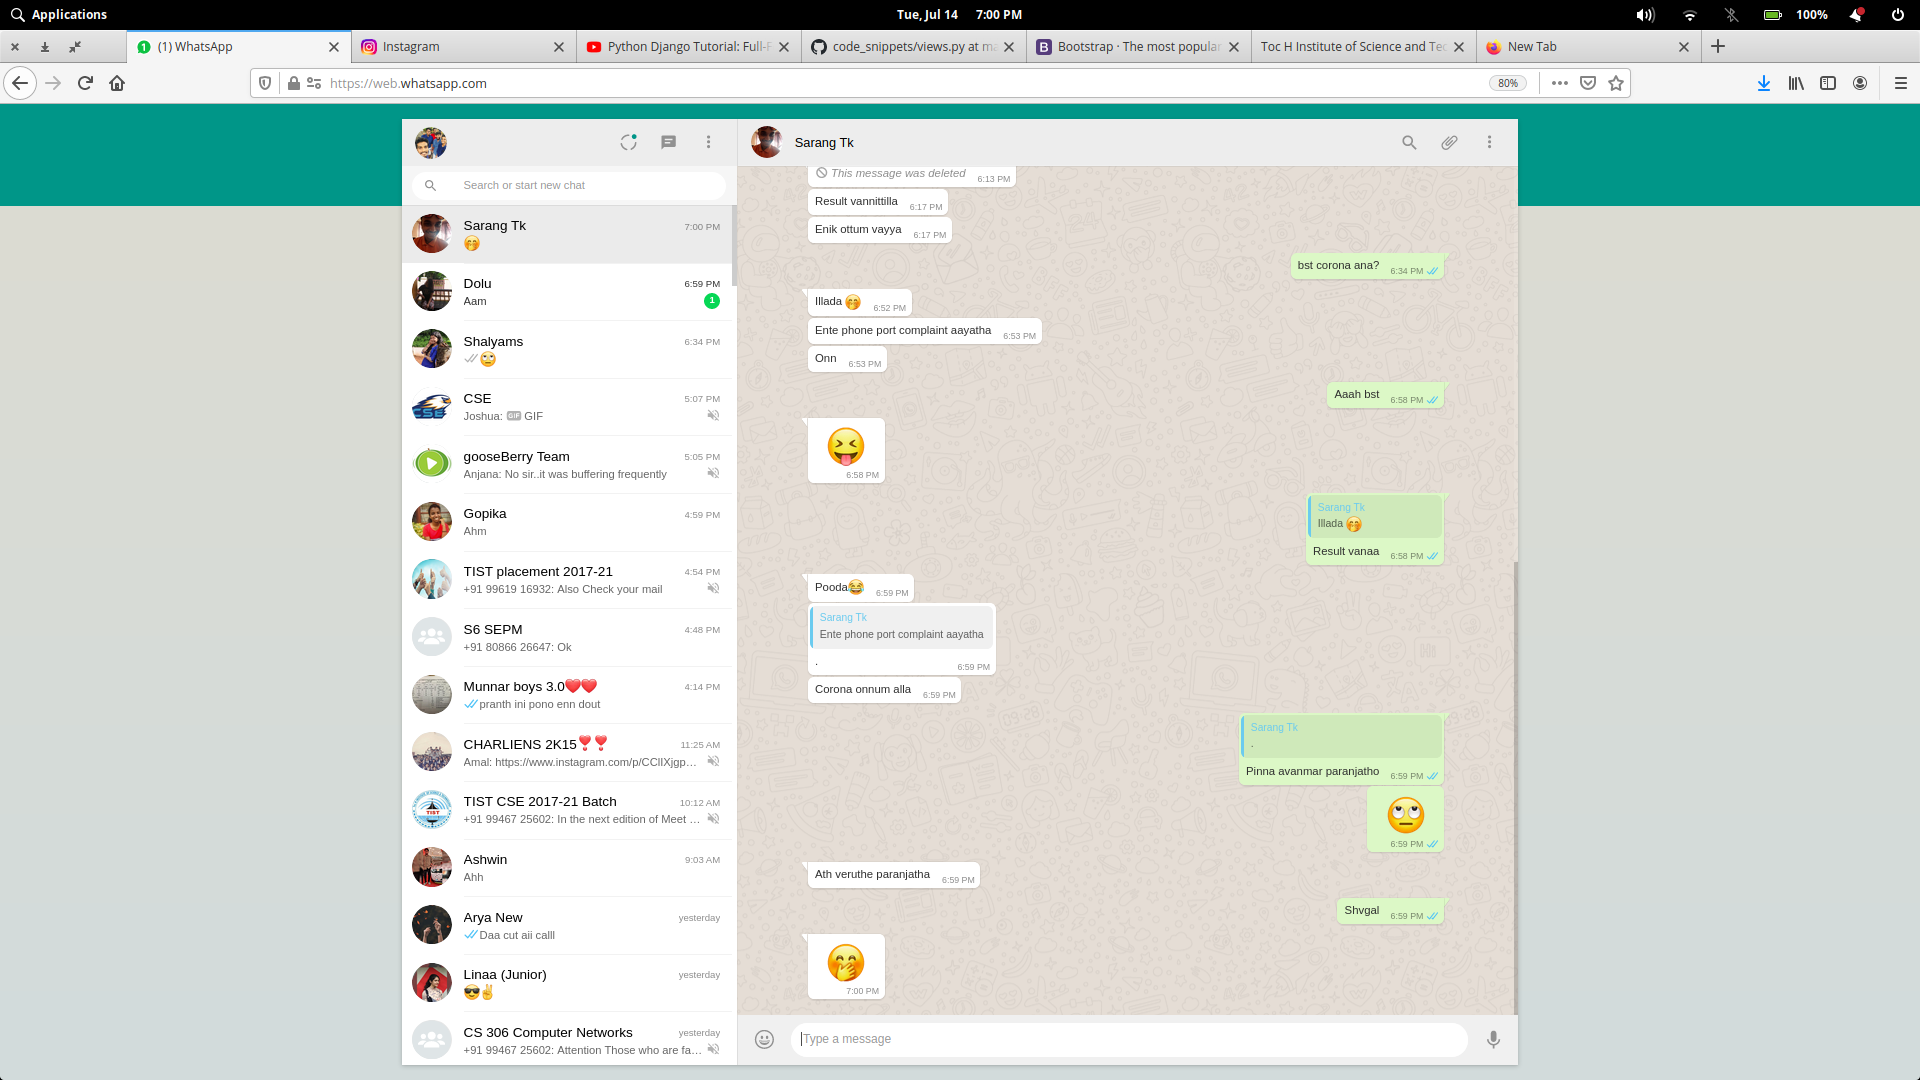 Applications
Tue, Jul 14 7:00 PM
100%
(1) WhatsApp
Instagram
Python Django Tutorial: Full-F
code_snippets/views.py at ma
Bootstrap · The most popula
Toc H Institute of Science and Tec
New Tab
https://web.whatsapp.com
80%
Search or start new chat
Sarang Tk 7:00 PM
🤭
Dolu 6:59 PM
Aam 1
Shalyams 6:34 PM
🙄
CSE 5:07 PM
Joshua: GIF GIF
gooseBerry Team 5:05 PM
Anjana: No sir..it was buffering frequently
Gopika 4:59 PM
Ahm
TIST placement 2017-21 4:54 PM
+91 99619 16932: Also Check your mail
S6 SEPM 4:48 PM
+91 80866 26647: Ok
Munnar boys 3.0❤️❤️ 4:14 PM
pranth ini pono enn dout
CHARLIENS 2K15❣️❣️ 11:25 AM
Amal: https://www.instagram.com/p/CClIXjgp...
TIST CSE 2017-21 Batch 10:12 AM
+91 99467 25602: In the next edition of Meet ...
Ashwin 9:03 AM
Ahh
Arya New yesterday
Daa cut aii calll
Linaa (Junior) yesterday
😎✌️
CS 306 Computer Networks yesterday
+91 99467 25602: Attention Those who are fa...
Sarang Tk
This message was deleted 6:13 PM
Result vannittilla 6:17 PM
Enik ottum vayya 6:17 PM
bst corona ana? 6:34 PM
Illada 🤭 6:52 PM
Ente phone port complaint aayatha 6:53 PM
Onn 6:53 PM
Aaah bst 6:58 PM
😝
6:58 PM
Sarang Tk
Illada 🤭
Result vanaa 6:58 PM
Pooda😂 6:59 PM
Sarang Tk
Ente phone port complaint aayatha
. 6:59 PM
Corona onnum alla 6:59 PM
Sarang Tk
.
Pinna avanmar paranjatho 6:59 PM
🙄
6:59 PM
Ath veruthe paranjatha 6:59 PM
Shvgal 6:59 PM
🤭
7:00 PM
Type a message